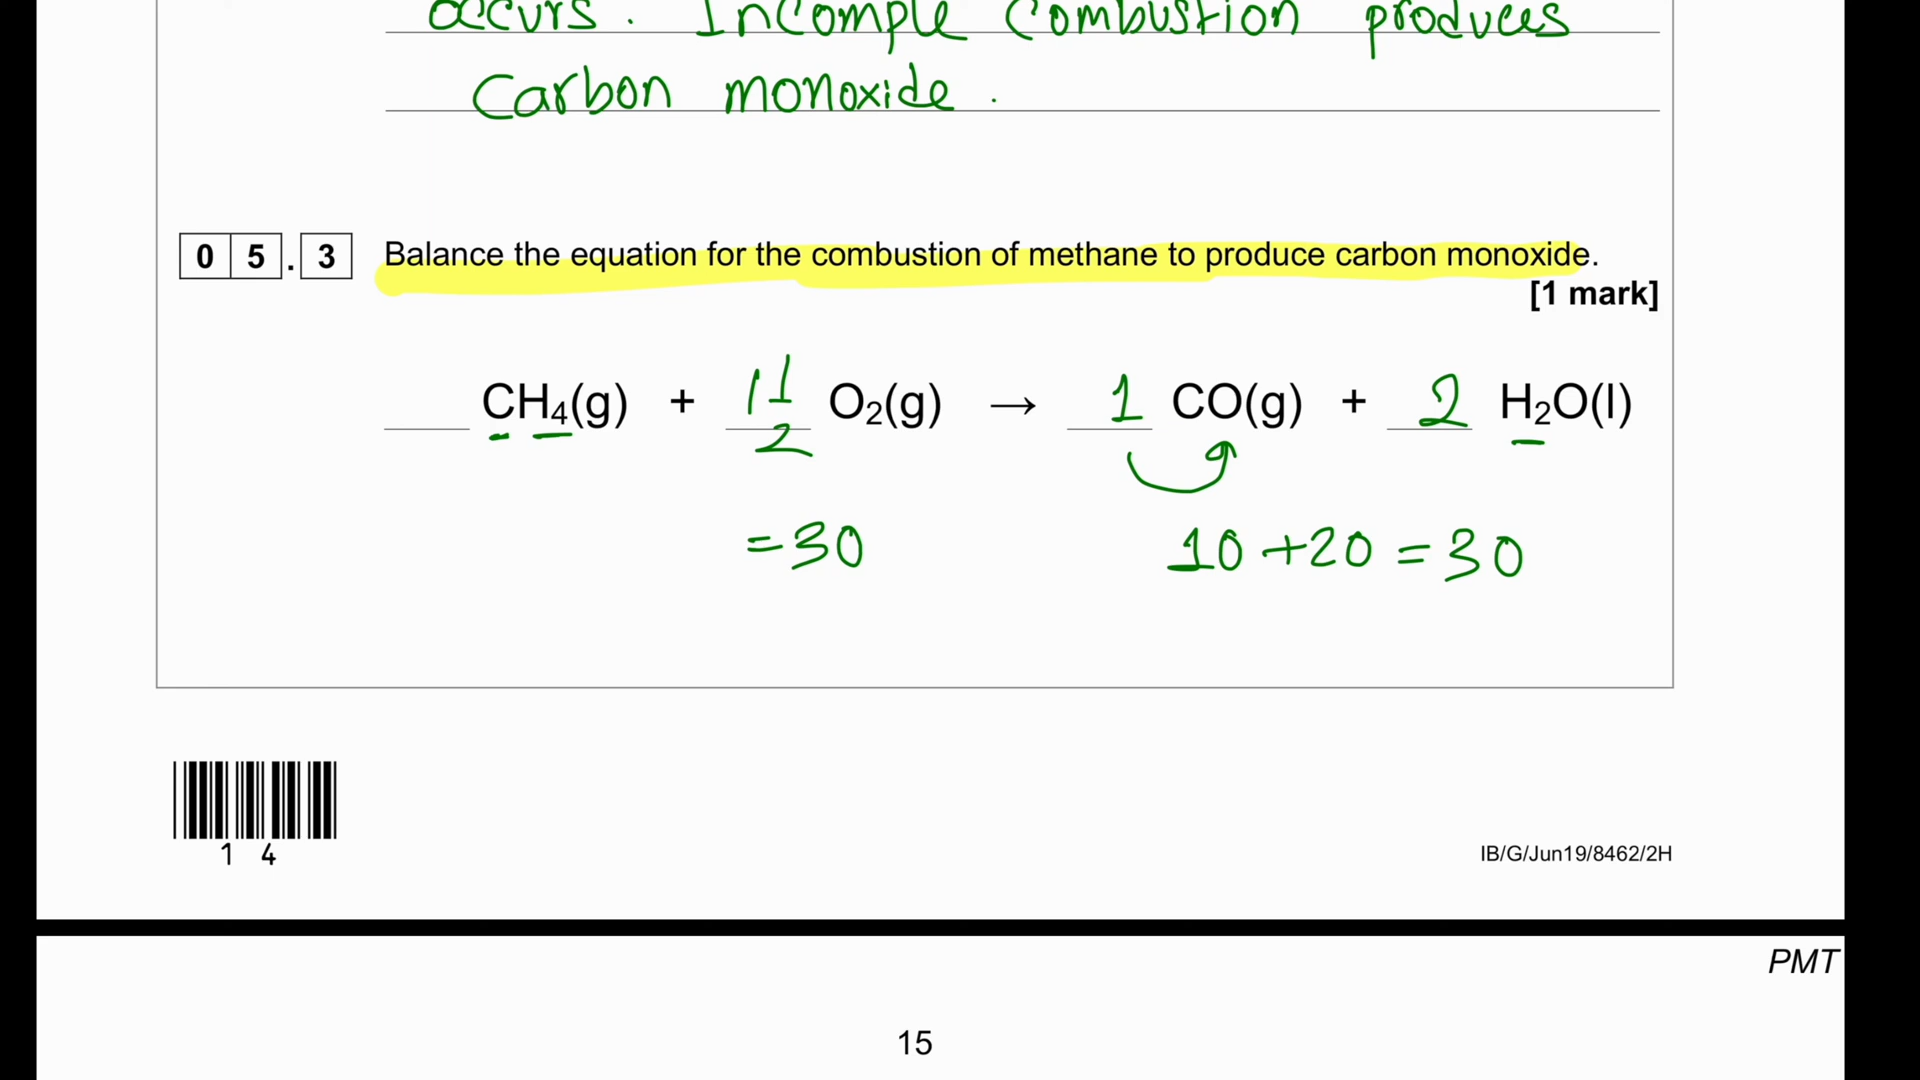 occurs. Incomple Combustion produces
Carbon monoxide.
0 5 . 3 Balance the equation for the combustion of methane to produce carbon monoxide.
[1 mark]
CH₄(g) + 1 1/2 O₂(g) → 1 CO(g) + 2 H₂O(l)
= 30 10 + 20 = 30
1 4
IB/G/Jun19/8462/2H
PMT
15